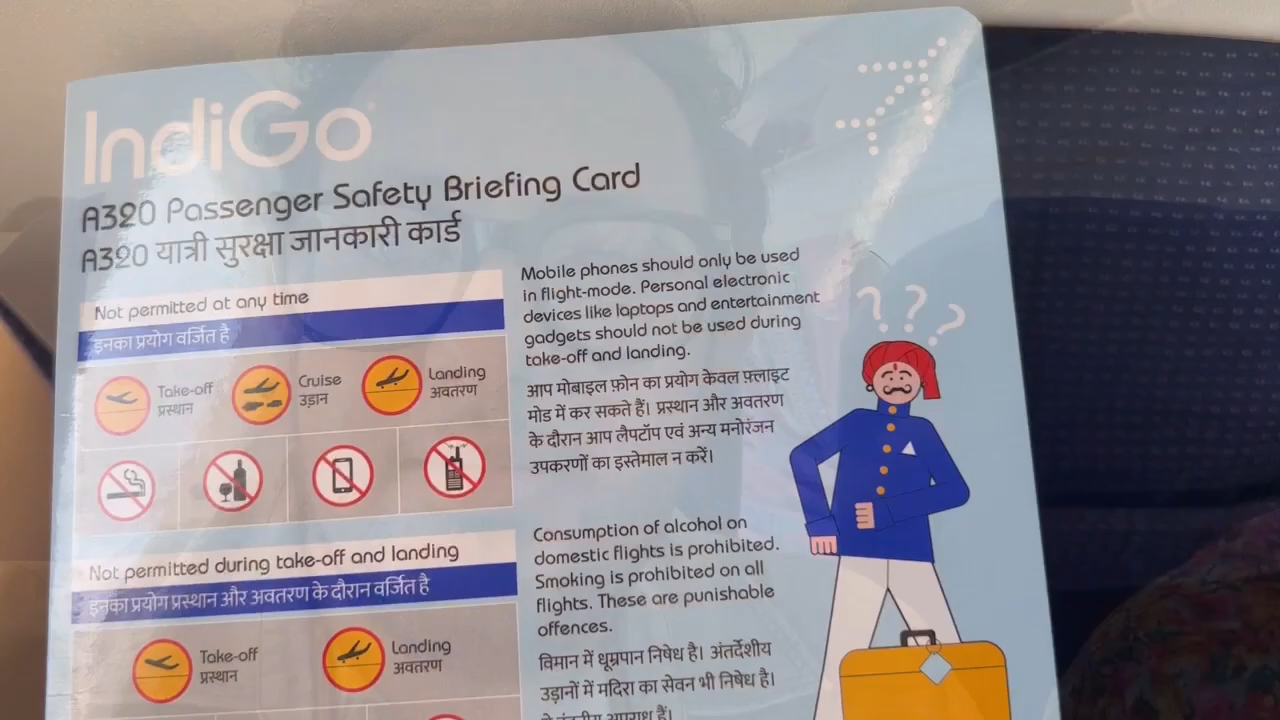 IndiGo
A320 Passenger Safety Briefing Card
A320 यात्री सुरक्षा जानकारी कार्ड
Not permitted at any time
इनका प्रयोग वर्जित है
Take-off
प्रस्थान
Cruise
उड़ान
Landing
अवतरण
Not permitted during take-off and landing
इनका प्रयोग प्रस्थान और अवतरण के दौरान वर्जित है
Take-off
प्रस्थान
Landing
अवतरण
Mobile phones should only be used
in flight-mode. Personal electronic
devices like laptops and entertainment
gadgets should not be used during
take-off and landing.
आप मोबाइल फ़ोन का प्रयोग केवल फ़्लाइट
मोड में कर सकते हैं। प्रस्थान और अवतरण
के दौरान आप लैपटॉप एवं अन्य मनोरंजन
उपकरणों का इस्तेमाल न करें।
Consumption of alcohol on
domestic flights is prohibited.
Smoking is prohibited on all
flights. These are punishable
offences.
विमान में धूम्रपान निषेध है। अंतर्देशीय
उड़ानों में मदिरा का सेवन भी निषेध है।
अपराध हैं।
???